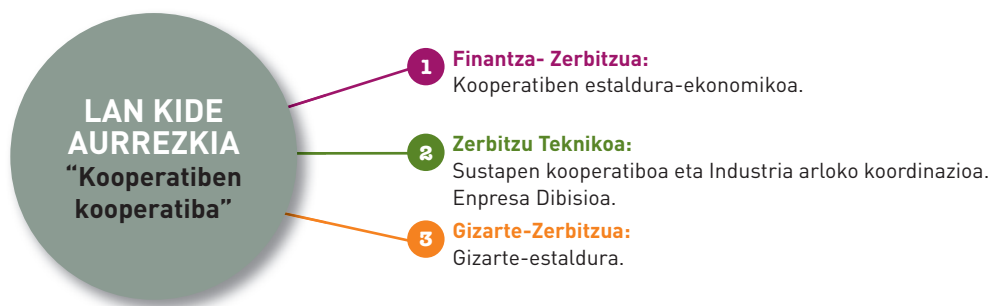 LAN KIDE
AURREZKIA
“Kooperatiben
kooperatiba”
1
Finantza- Zerbitzua:
Kooperatiben estaldura-ekonomikoa.
2
Zerbitzu Teknikoa:
Sustapen kooperatiboa eta Industria arloko koordinazioa.
Enpresa Dibisioa.
3
Gizarte-Zerbitzua:
Gizarte-estaldura.